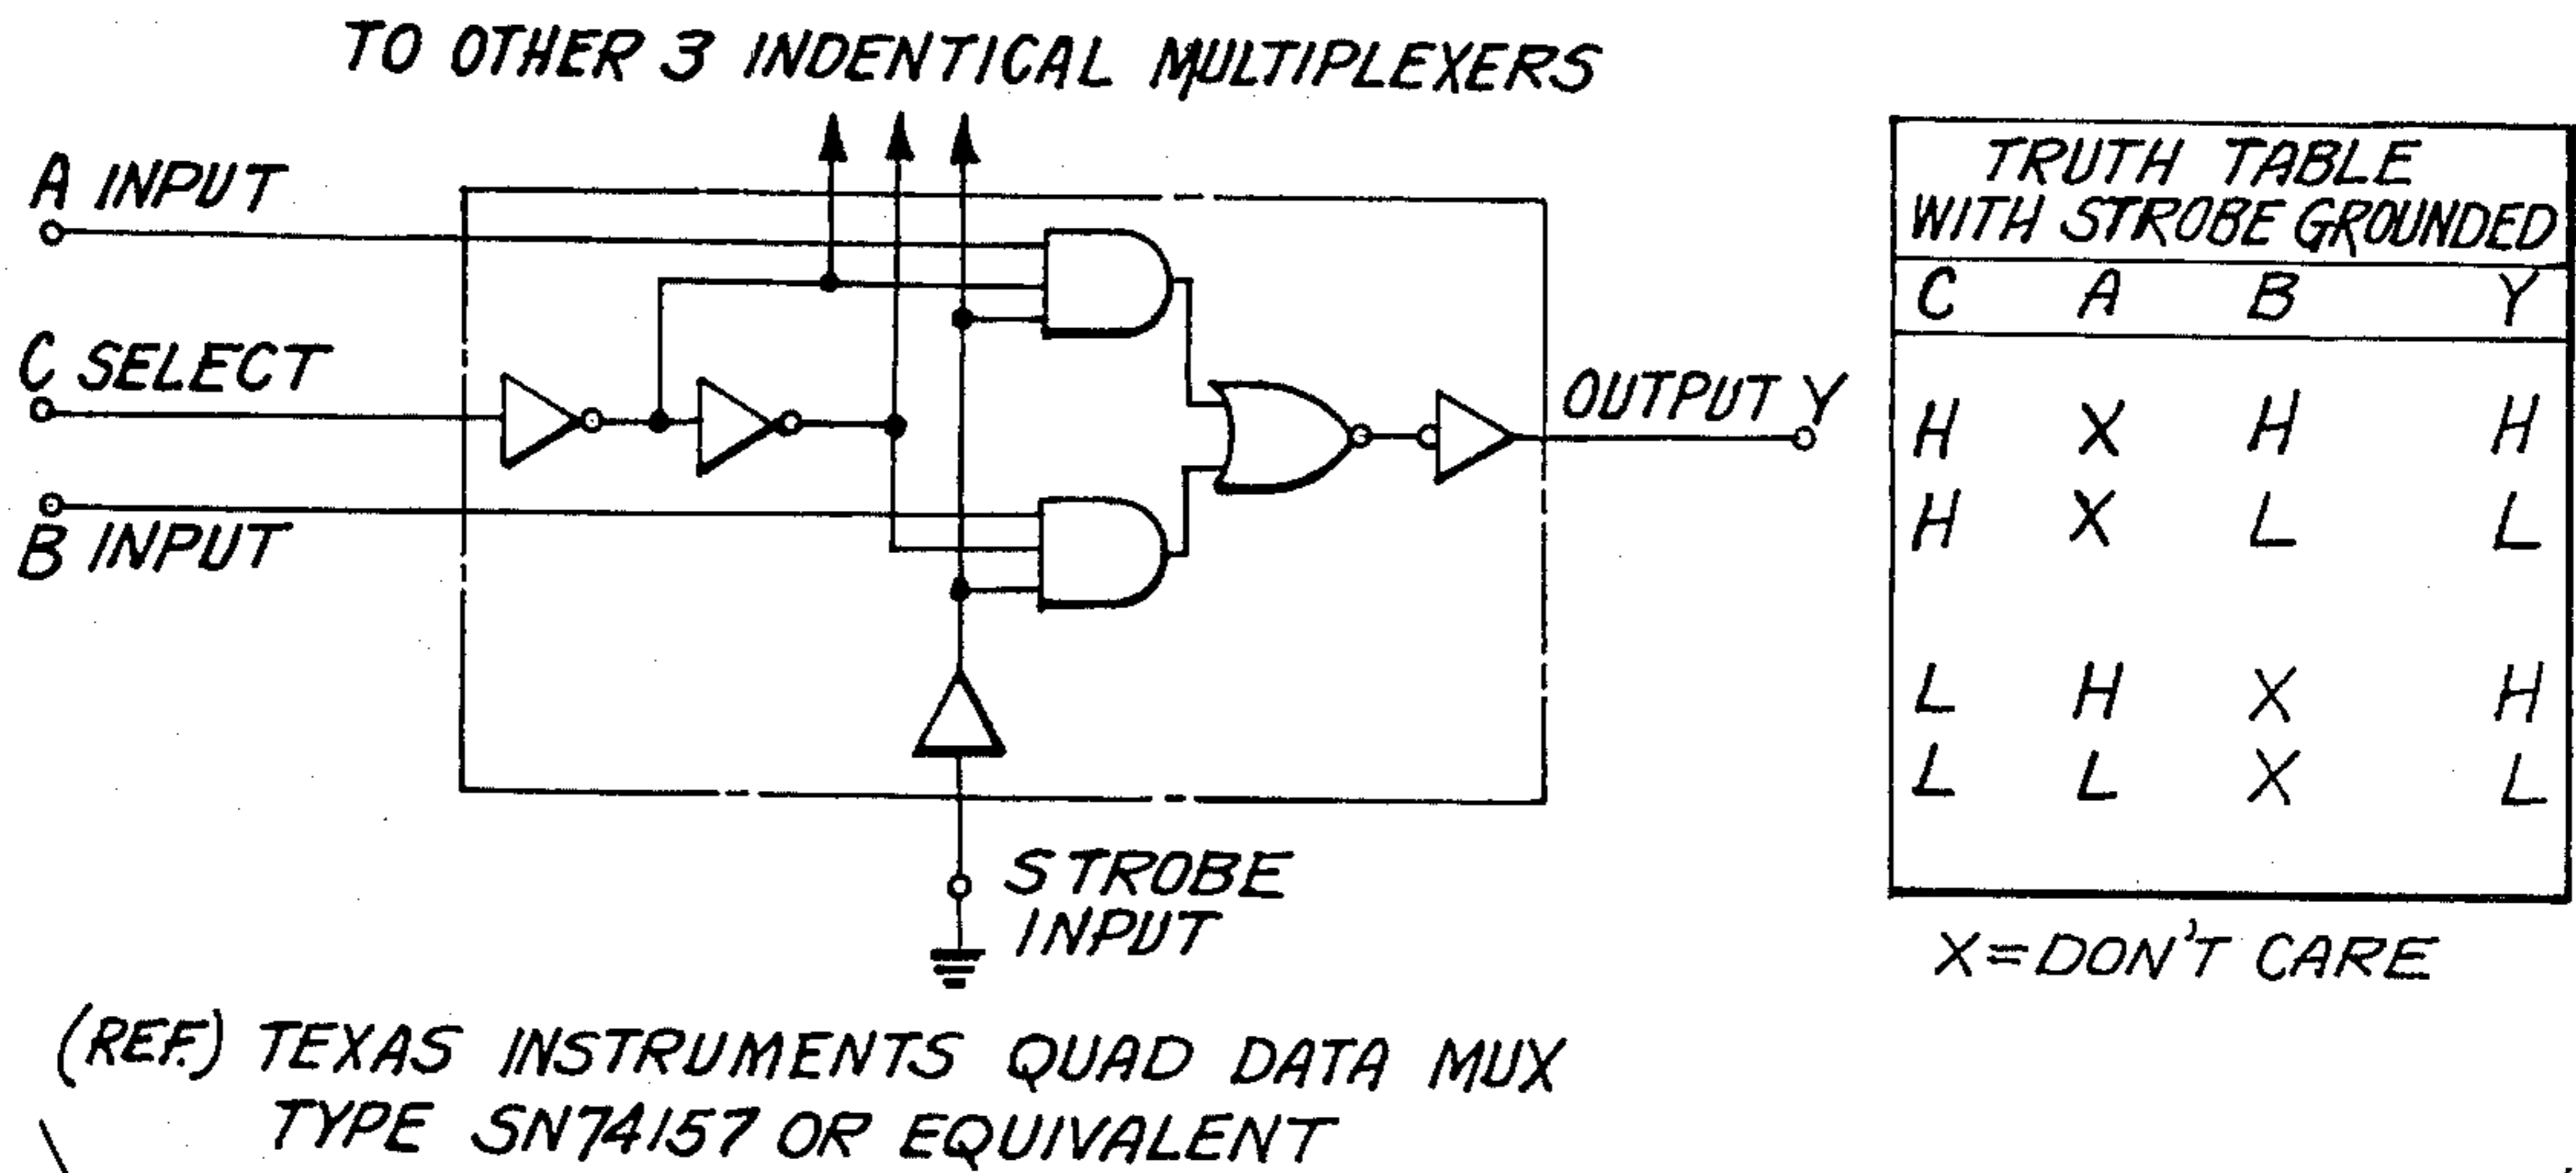 TO OTHER 3 INDENTICAL MULTIPLEXERS
A INPUT
C SELECT
B INPUT
OUTPUT Y
STROBE
INPUT
TRUTH TABLE
WITH STROBE GROUNDED
C A B Y
H X H H
H X L L
L H X H
L L X L
X=DON'T CARE
(REF.) TEXAS INSTRUMENTS QUAD DATA MUX
TYPE SN74157 OR EQUIVALENT